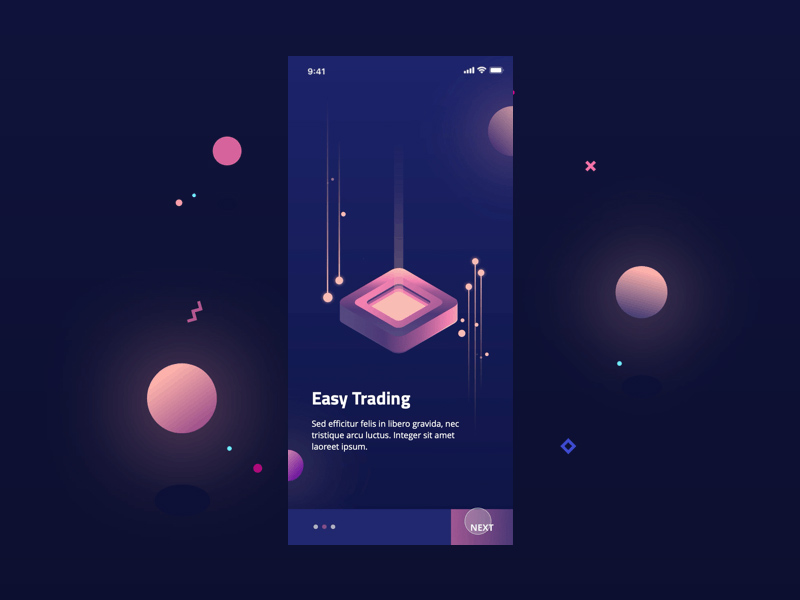 9:41
Easy Trading
Sed efficitur felis in libero gravida, nec
tristique arcu luctus. Integer sit amet
laoreet ipsum.
NEXT